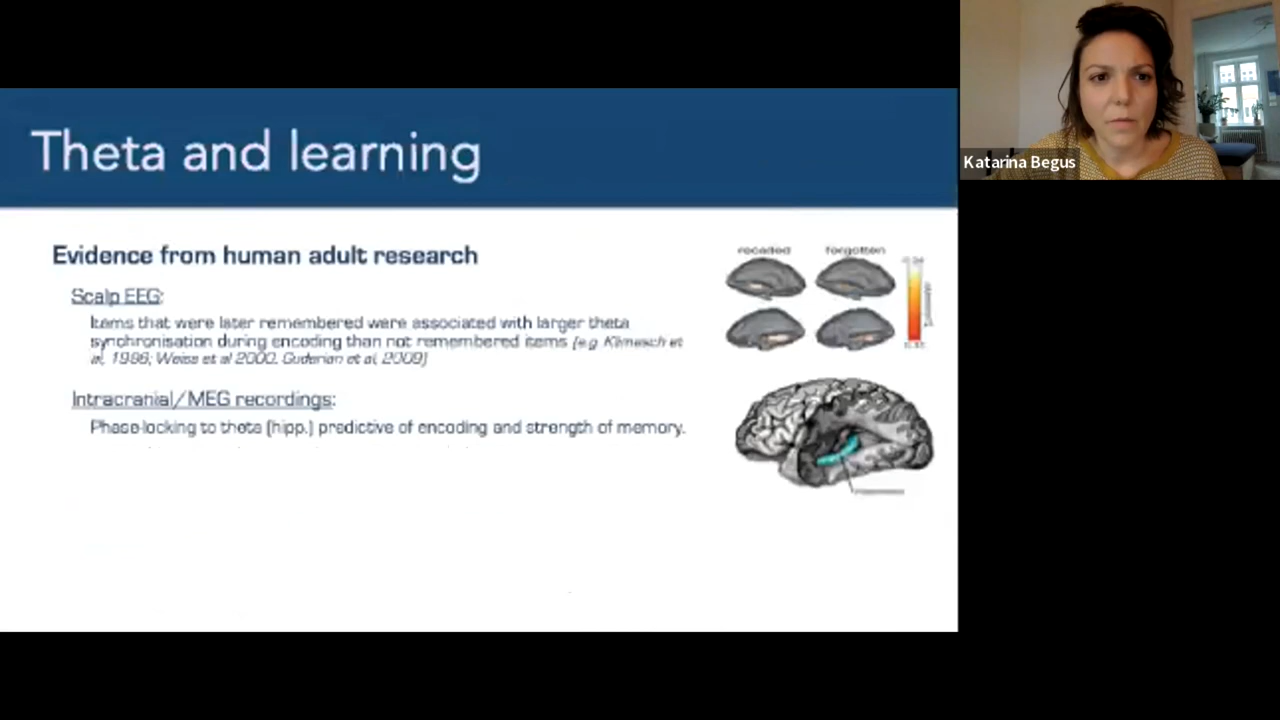 Theta and learning
Katarina Begus
Evidence from human adult research
recalled forgotten
Scalp EEG:
Items that were later remembered were associated with larger theta
synchronisation during encoding than not remembered items (e.g. Klimesch et
al, 1996; Weiss et al 2000, Guderian et al, 2009)
Intracranial/MEG recordings:
Phase-locking to theta (hipp.) predictive of encoding and strength of memory.